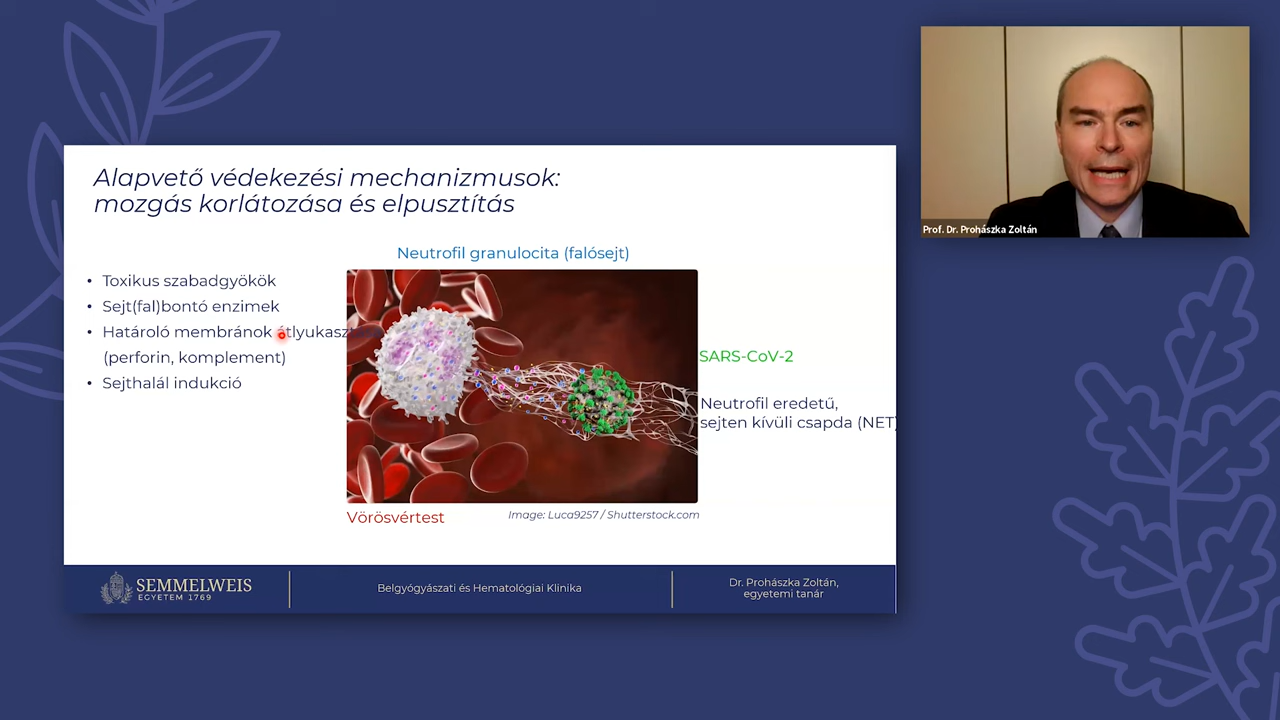 Prof. Dr. Prohászka Zoltán
Alapvető védekezési mechanizmusok:
mozgás korlátozása és elpusztítás
Neutrofil granulocita (falósejt)
• Toxikus szabadgyökök
• Sejt(fal)bontó enzimek
• Határoló membránok
(perforin, komplement)
• Sejthalál indukció
SARS-CoV-2
Neutrofil eredetű,
sejten kívüli csapda (NET)
Vörösvértest
Image: Luca9257 / Shutterstock.com
SEMMELWEIS
EGYETEM 1769
Belgyógyászati és Hematológiai Klinika
Dr. Prohászka Zoltán,
egyetemi tanár